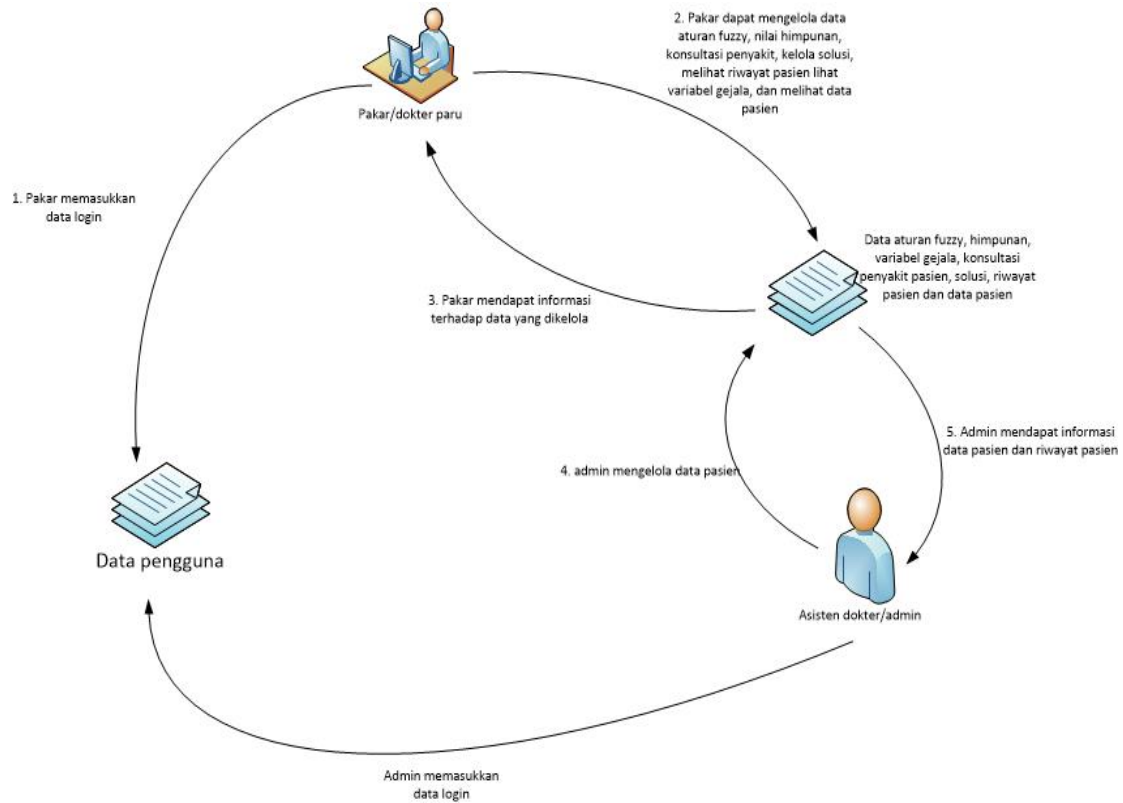 2. Pakar dapat mengelola data
aturan fuzzy, nilai himpunan,
konsultasi penyakit, kelola solusi,
melihat riwayat pasien lihat
variabel gejala, dan melihat data
pasien
Pakar/dokter paru
1. Pakar memasukkan
data login
Data aturan fuzzy, himpunan,
variabel gejala, konsultasi
penyakit pasien, solusi, riwayat
pasien dan data pasien
3. Pakar mendapat informasi
terhadap data yang dikelola
5. Admin mendapat informasi
data pasien dan riwayat pasien
4. admin mengelola data pasien
Data pengguna
Asisten dokter/admin
Admin memasukkan
data login